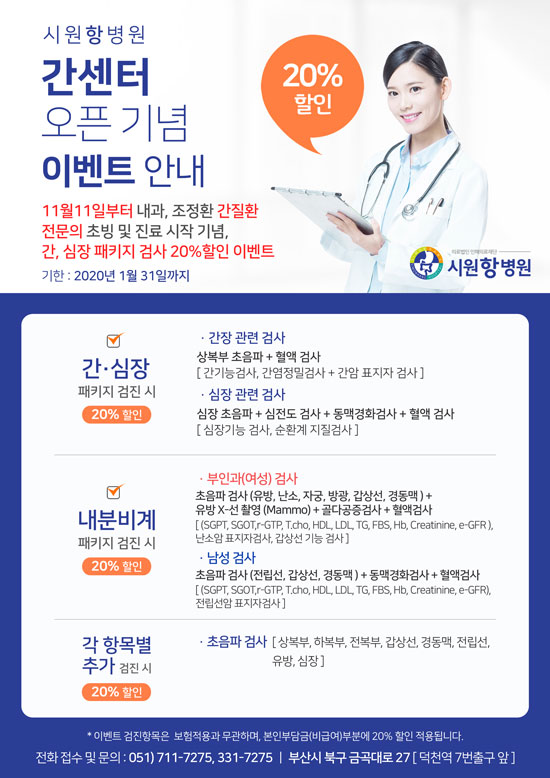 시원항병원
간센터
오픈 기념
이벤트 안내
20%
할인
11월11일부터 내과, 조정환 간질환
전문의 초빙 및 진료 시작 기념,
간, 심장 패키지 검사 20%할인 이벤트
기한 : 2020년 1월 31일까지
의료법인 인해의료재단
시원항병원
간·심장
패키지 검진 시
20% 할인
· 간장 관련 검사
상복부 초음파 + 혈액 검사
[ 간기능검사, 간염정밀검사 + 간암 표지자 검사 ]
· 심장 관련 검사
심장 초음파 + 심전도 검사 + 동맥경화검사 + 혈액 검사
[ 심장기능 검사, 순환계 지질검사 ]
내분비계
패키지 검진 시
20% 할인
· 부인과(여성) 검사
초음파 검사 (유방, 난소, 자궁, 방광, 갑상선, 경동맥 ) +
유방 X-선 촬영 (Mammo) + 골다공증검사 + 혈액검사
[ (SGPT, SGOT,r-GTP, T.cho, HDL, LDL, TG, FBS, Hb, Creatinine, e-GFR ),
난소암 표지자검사, 갑상선 기능 검사 ]
· 남성 검사
초음파 검사 (전립선, 갑상선, 경동맥 ) + 동맥경화검사 + 혈액검사
[ (SGPT, SGOT,r-GTP, T.cho, HDL, LDL, TG, FBS, Hb, Creatinine, e-GFR),
전립선암 표지자검사 ]
각 항목별
추가 검진 시
20% 할인
· 초음파 검사 [ 상복부, 하복부, 전복부, 갑상선, 경동맥, 전립선,
유방, 심장 ]
* 이벤트 검진항목은 보험적용과 무관하며, 본인부담금(비급여)부분에 20% 할인 적용됩니다.
전화 접수 및 문의 : 051) 711-7275, 331-7275 | 부산시 북구 금곡대로 27 [ 덕천역 7번출구 앞 ]